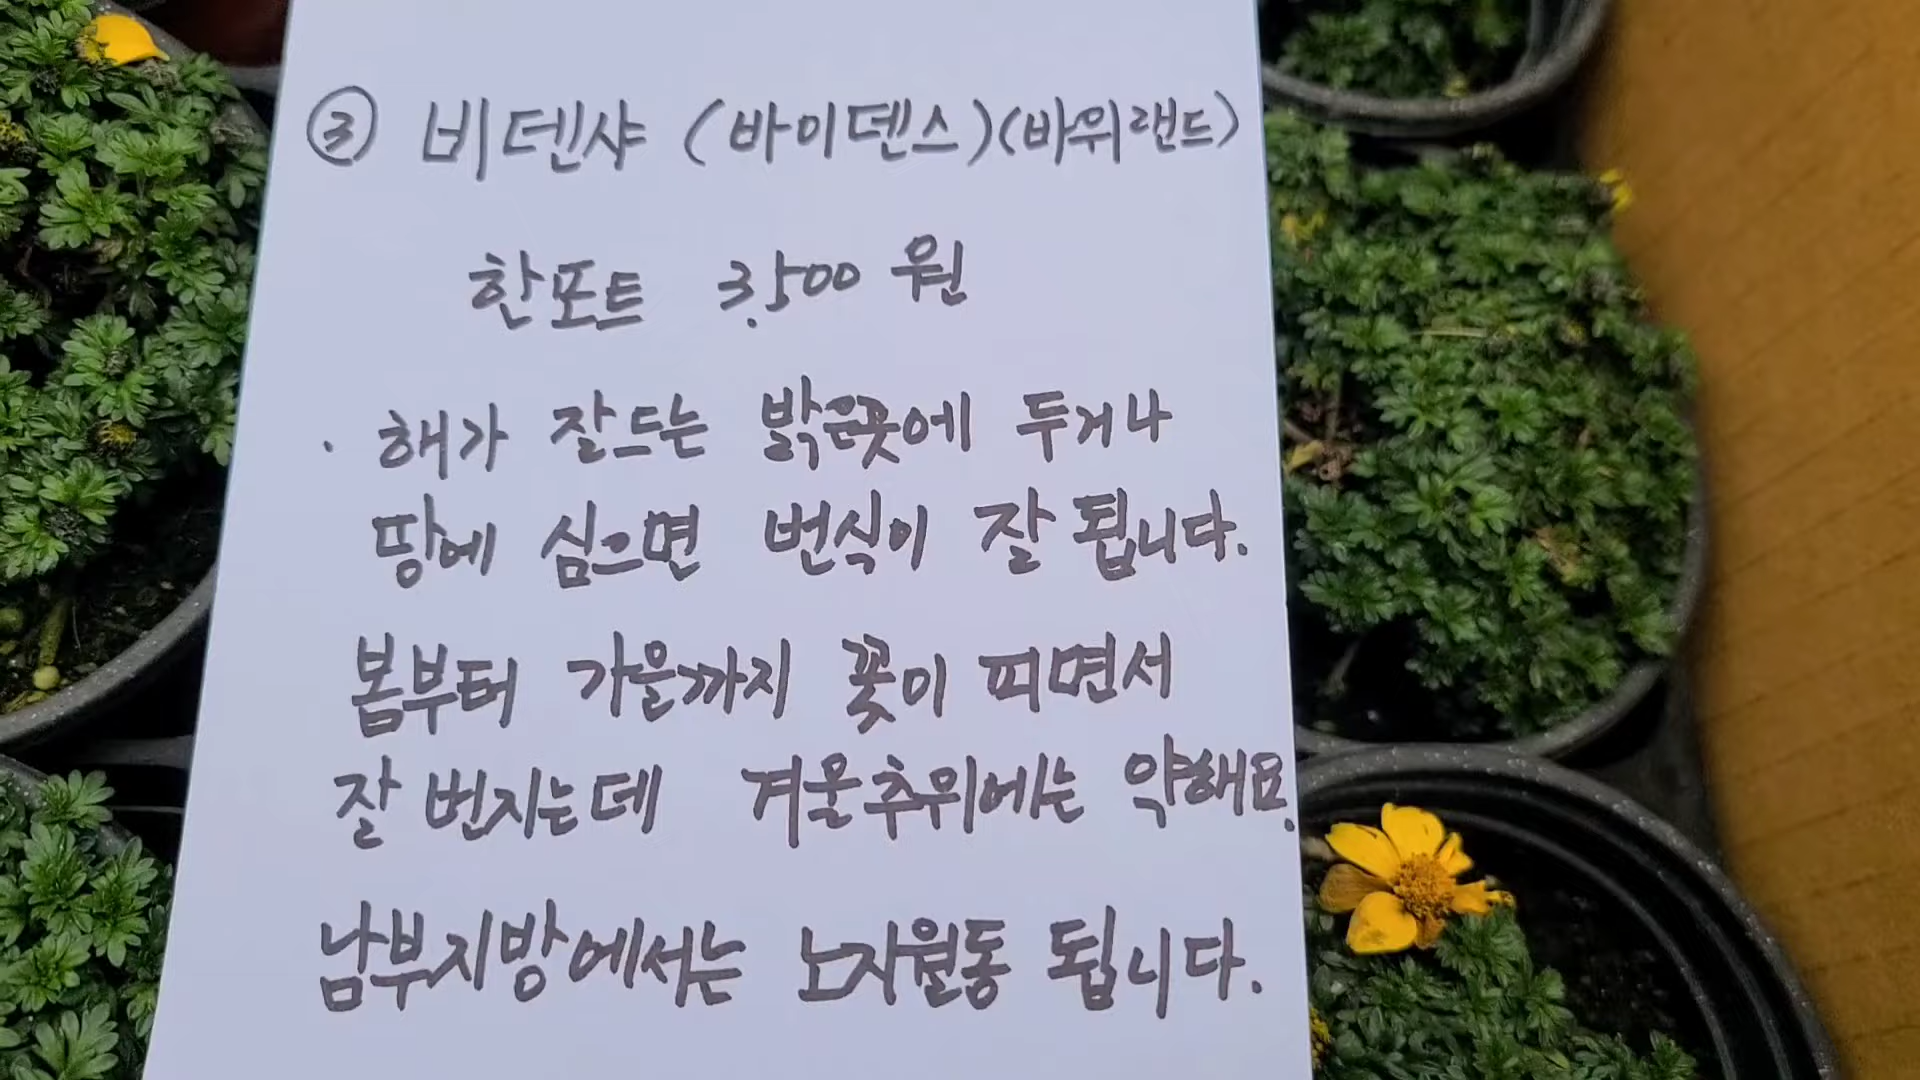 ③ 비덴샤 (바이덴스)(바위랜드)
한포트 3,500원
· 해가 잘드는 밝은곳에 두거나
땅에 심으면 번식이 잘 됩니다.
봄부터 가을까지 꽃이 피면서
잘 번지는데 겨울추위에는 약해요.
남부지방에서는 노지월동 됩니다.